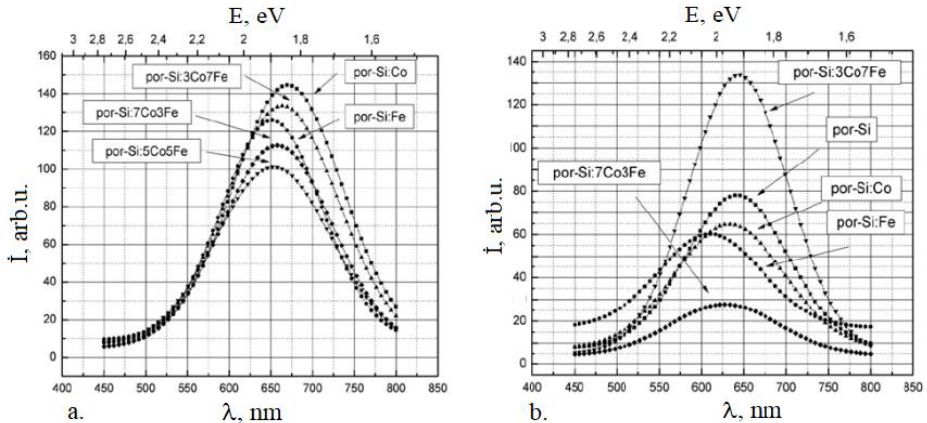 E, eV
3 2,8 2,6 2,4 2,2 2 1,8 1,6
160
140
120
100
80
60
40
20
0
İ, arb.u.
por-Si:3Co7Fe
por-Si:Co
por-Si:7Co3Fe
por-Si:Fe
por-Si:5Co5Fe
400 450 500 550 600 650 700 750 800 850
a.
λ, nm
E, eV
3 2,8 2,6 2,4 2,2 2 1,8 1,6
140
120
100
80
60
40
20
0
İ, arb.u.
por-Si:3Co7Fe
por-Si
por-Si:7Co3Fe
por-Si:Co
por-Si:Fe
400 450 500 550 600 650 700 750 800 850
b.
λ, nm